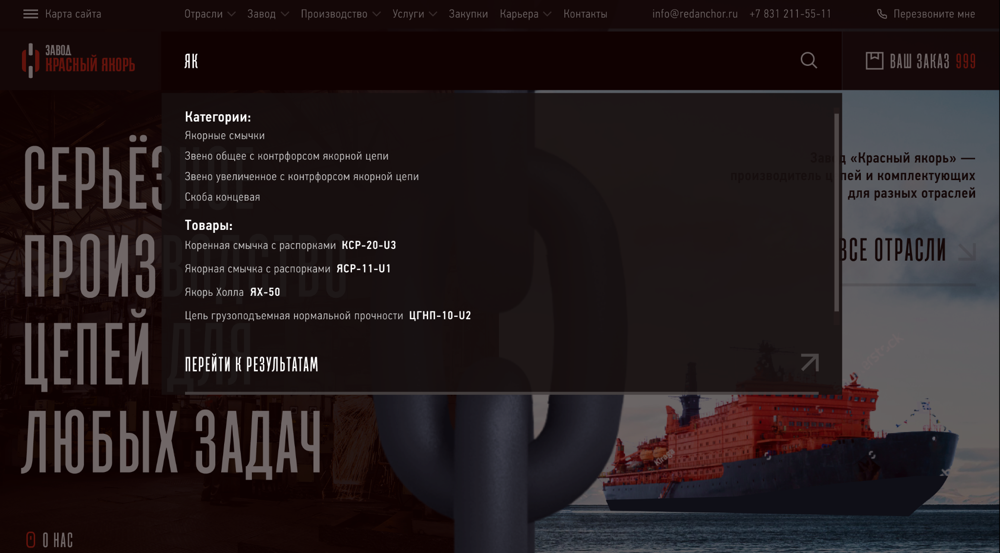 Карта сайта
Отрасли
Завод
Производство
Услуги
Закупки
Карьера
Контакты
info@redanchor.ru
+7 831 211-55-11
Перезвоните мне
ЗАВОД
КРАСНЫЙ ЯКОРЬ
ЯК
ВАШ ЗАКАЗ 999
Категории:
Якорные смычки
Звено общее с контрфорсом якорной цепи
Звено увеличенное с контрфорсом якорной цепи
Скоба концевая
Товары:
Коренная смычка с распорками КСР-20-U3
Якорная смычка с распорками ЯСР-11-U1
Якорь Холла ЯХ-50
Цепь грузоподъемная нормальной прочности ЦГНП-10-U2
ПЕРЕЙТИ К РЕЗУЛЬТАТАМ
СЕРЬЁЗНОЕ
ПРОИЗВОДСТВО
ЦЕПЕЙ ДЛЯ
ЛЮБЫХ ЗАДАЧ
Завод «Красный якорь» —
производитель цепей и комплектующих
для разных отраслей
ВСЕ ОТРАСЛИ
Kiraga
О НАС